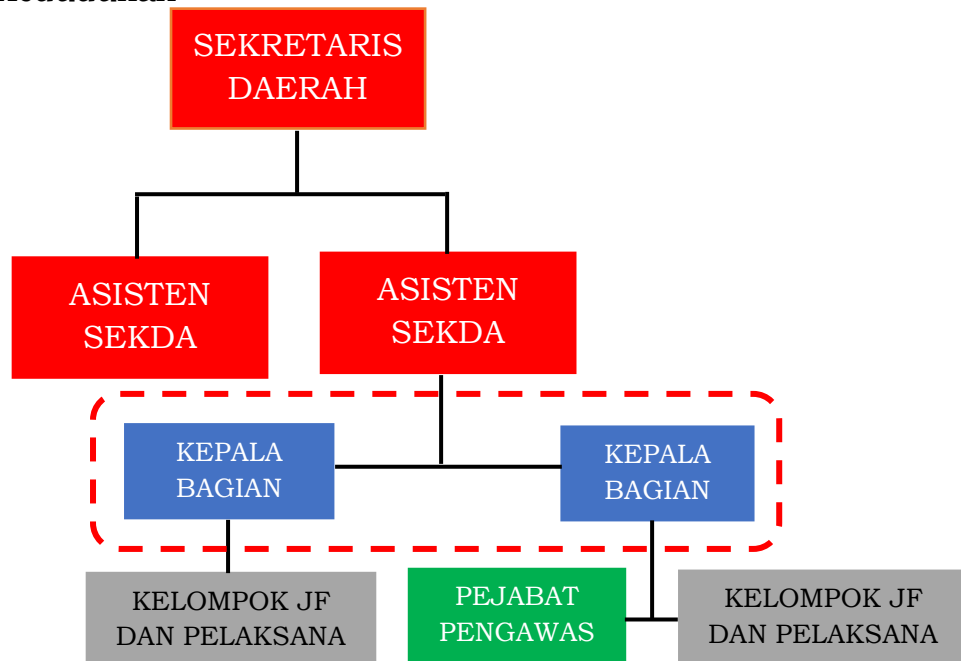 SEKRETARIS
DAERAH
ASISTEN
SEKDA
ASISTEN
SEKDA
KEPALA
BAGIAN
KEPALA
BAGIAN
KELOMPOK JF
DAN PELAKSANA
PEJABAT
PENGAWAS
KELOMPOK JF
DAN PELAKSANA